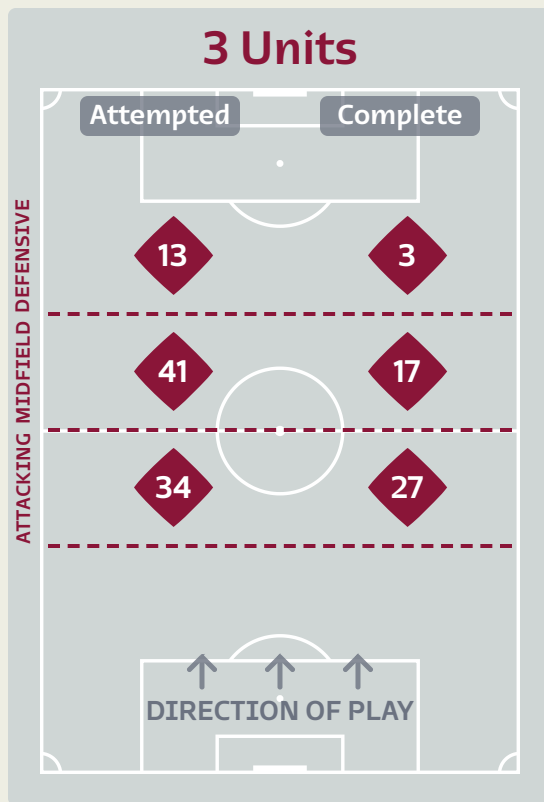 3 Units
Attempted Complete
ATTACKING MIDFIELD DEFENSIVE
13 3
41 17
34 27
DIRECTION OF PLAY